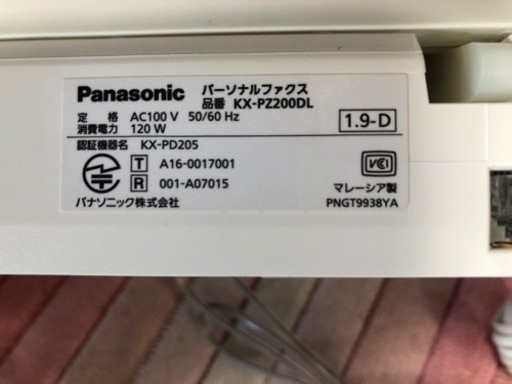 Panasonic パーソナルファクス
品番 KX-PZ200DL
定 格 AC100 V 50/60 Hz
消費電力 120 W
1.9-D
認証機器名 KX-PD205
T A16-0017001
R 001-A07015
VCCI
パナソニック株式会社
マレーシア製
PNGT9938YA